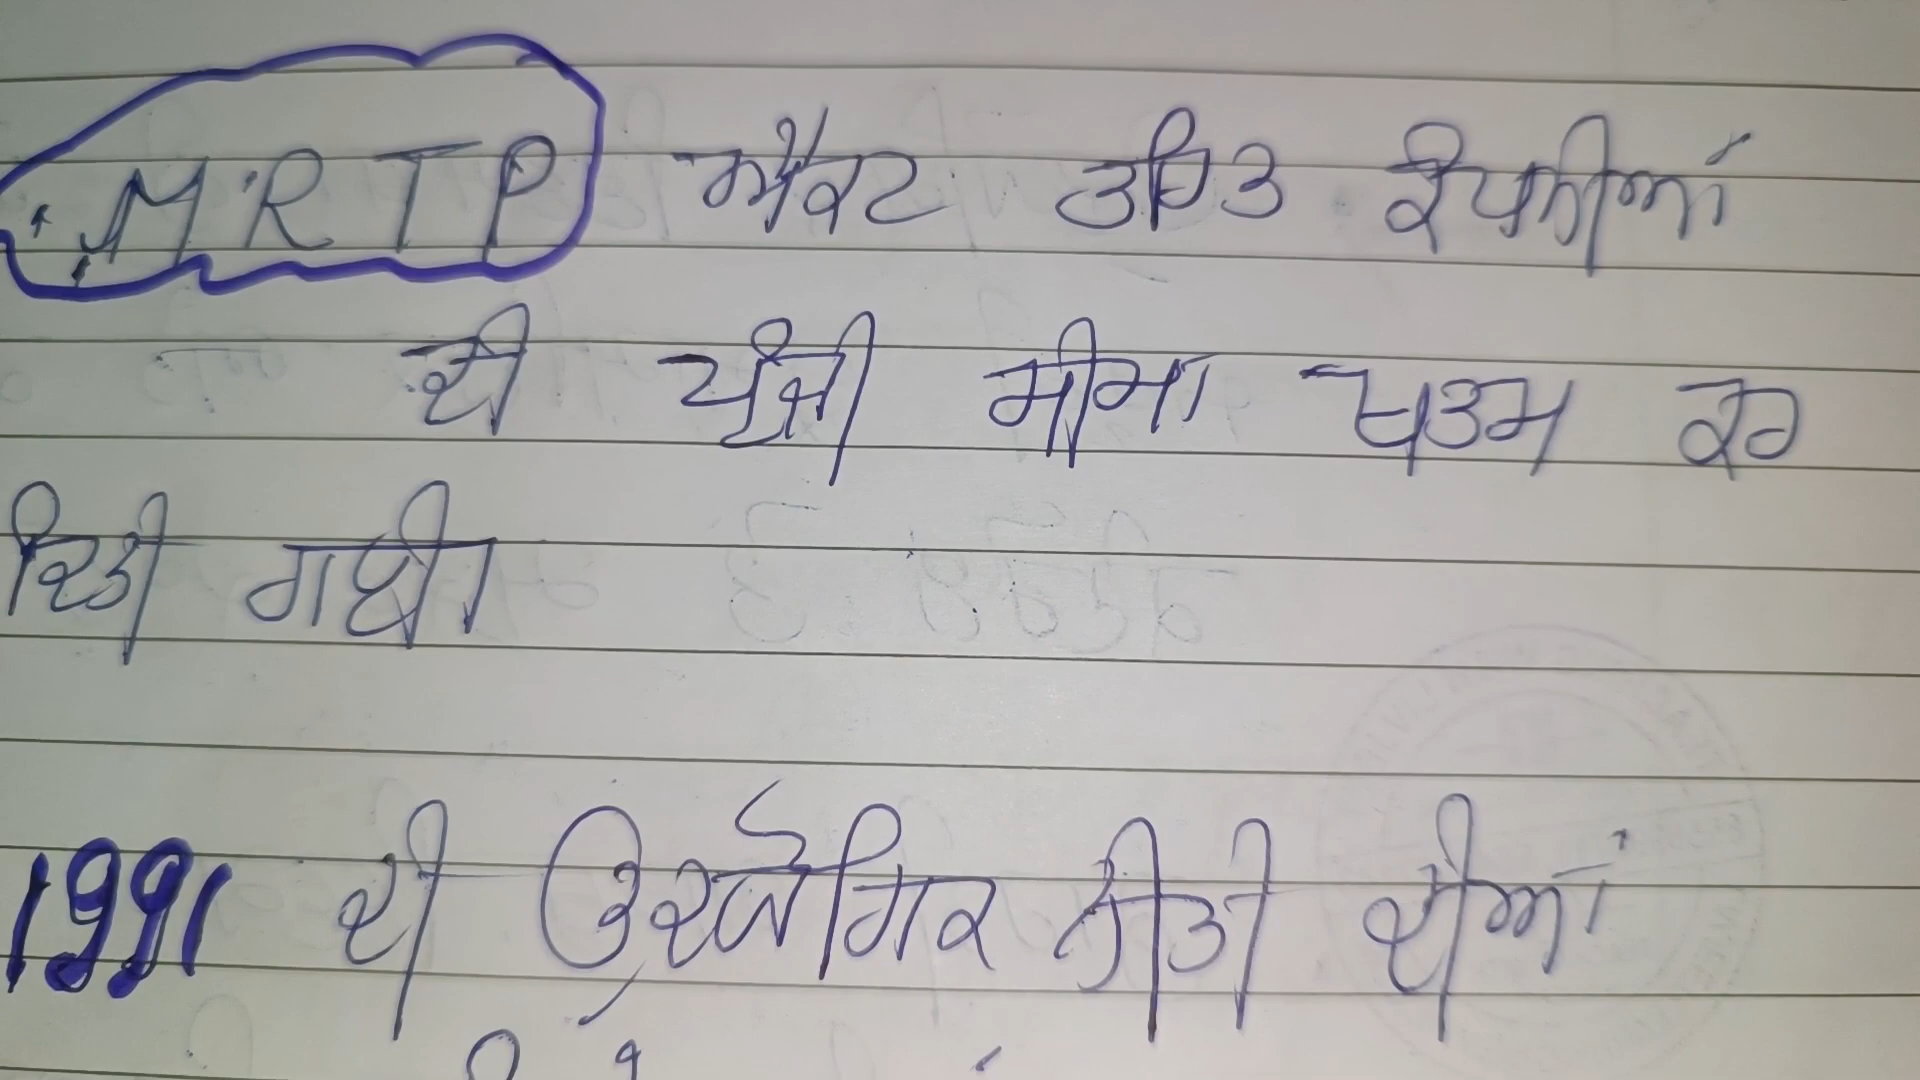 MRTP ਐਕਟ ਤਹਿਤ ਕੰਪਨੀਆਂ
ਦੀ ਪੂੰਜੀ ਸੀਮਾ ਖਤਮ ਕਰ
ਦਿਤੀ ਗਈ।
1991 ਦੀ ਉਦਯੋਗਿਕ ਨੀਤੀ ਦੀਆਂ